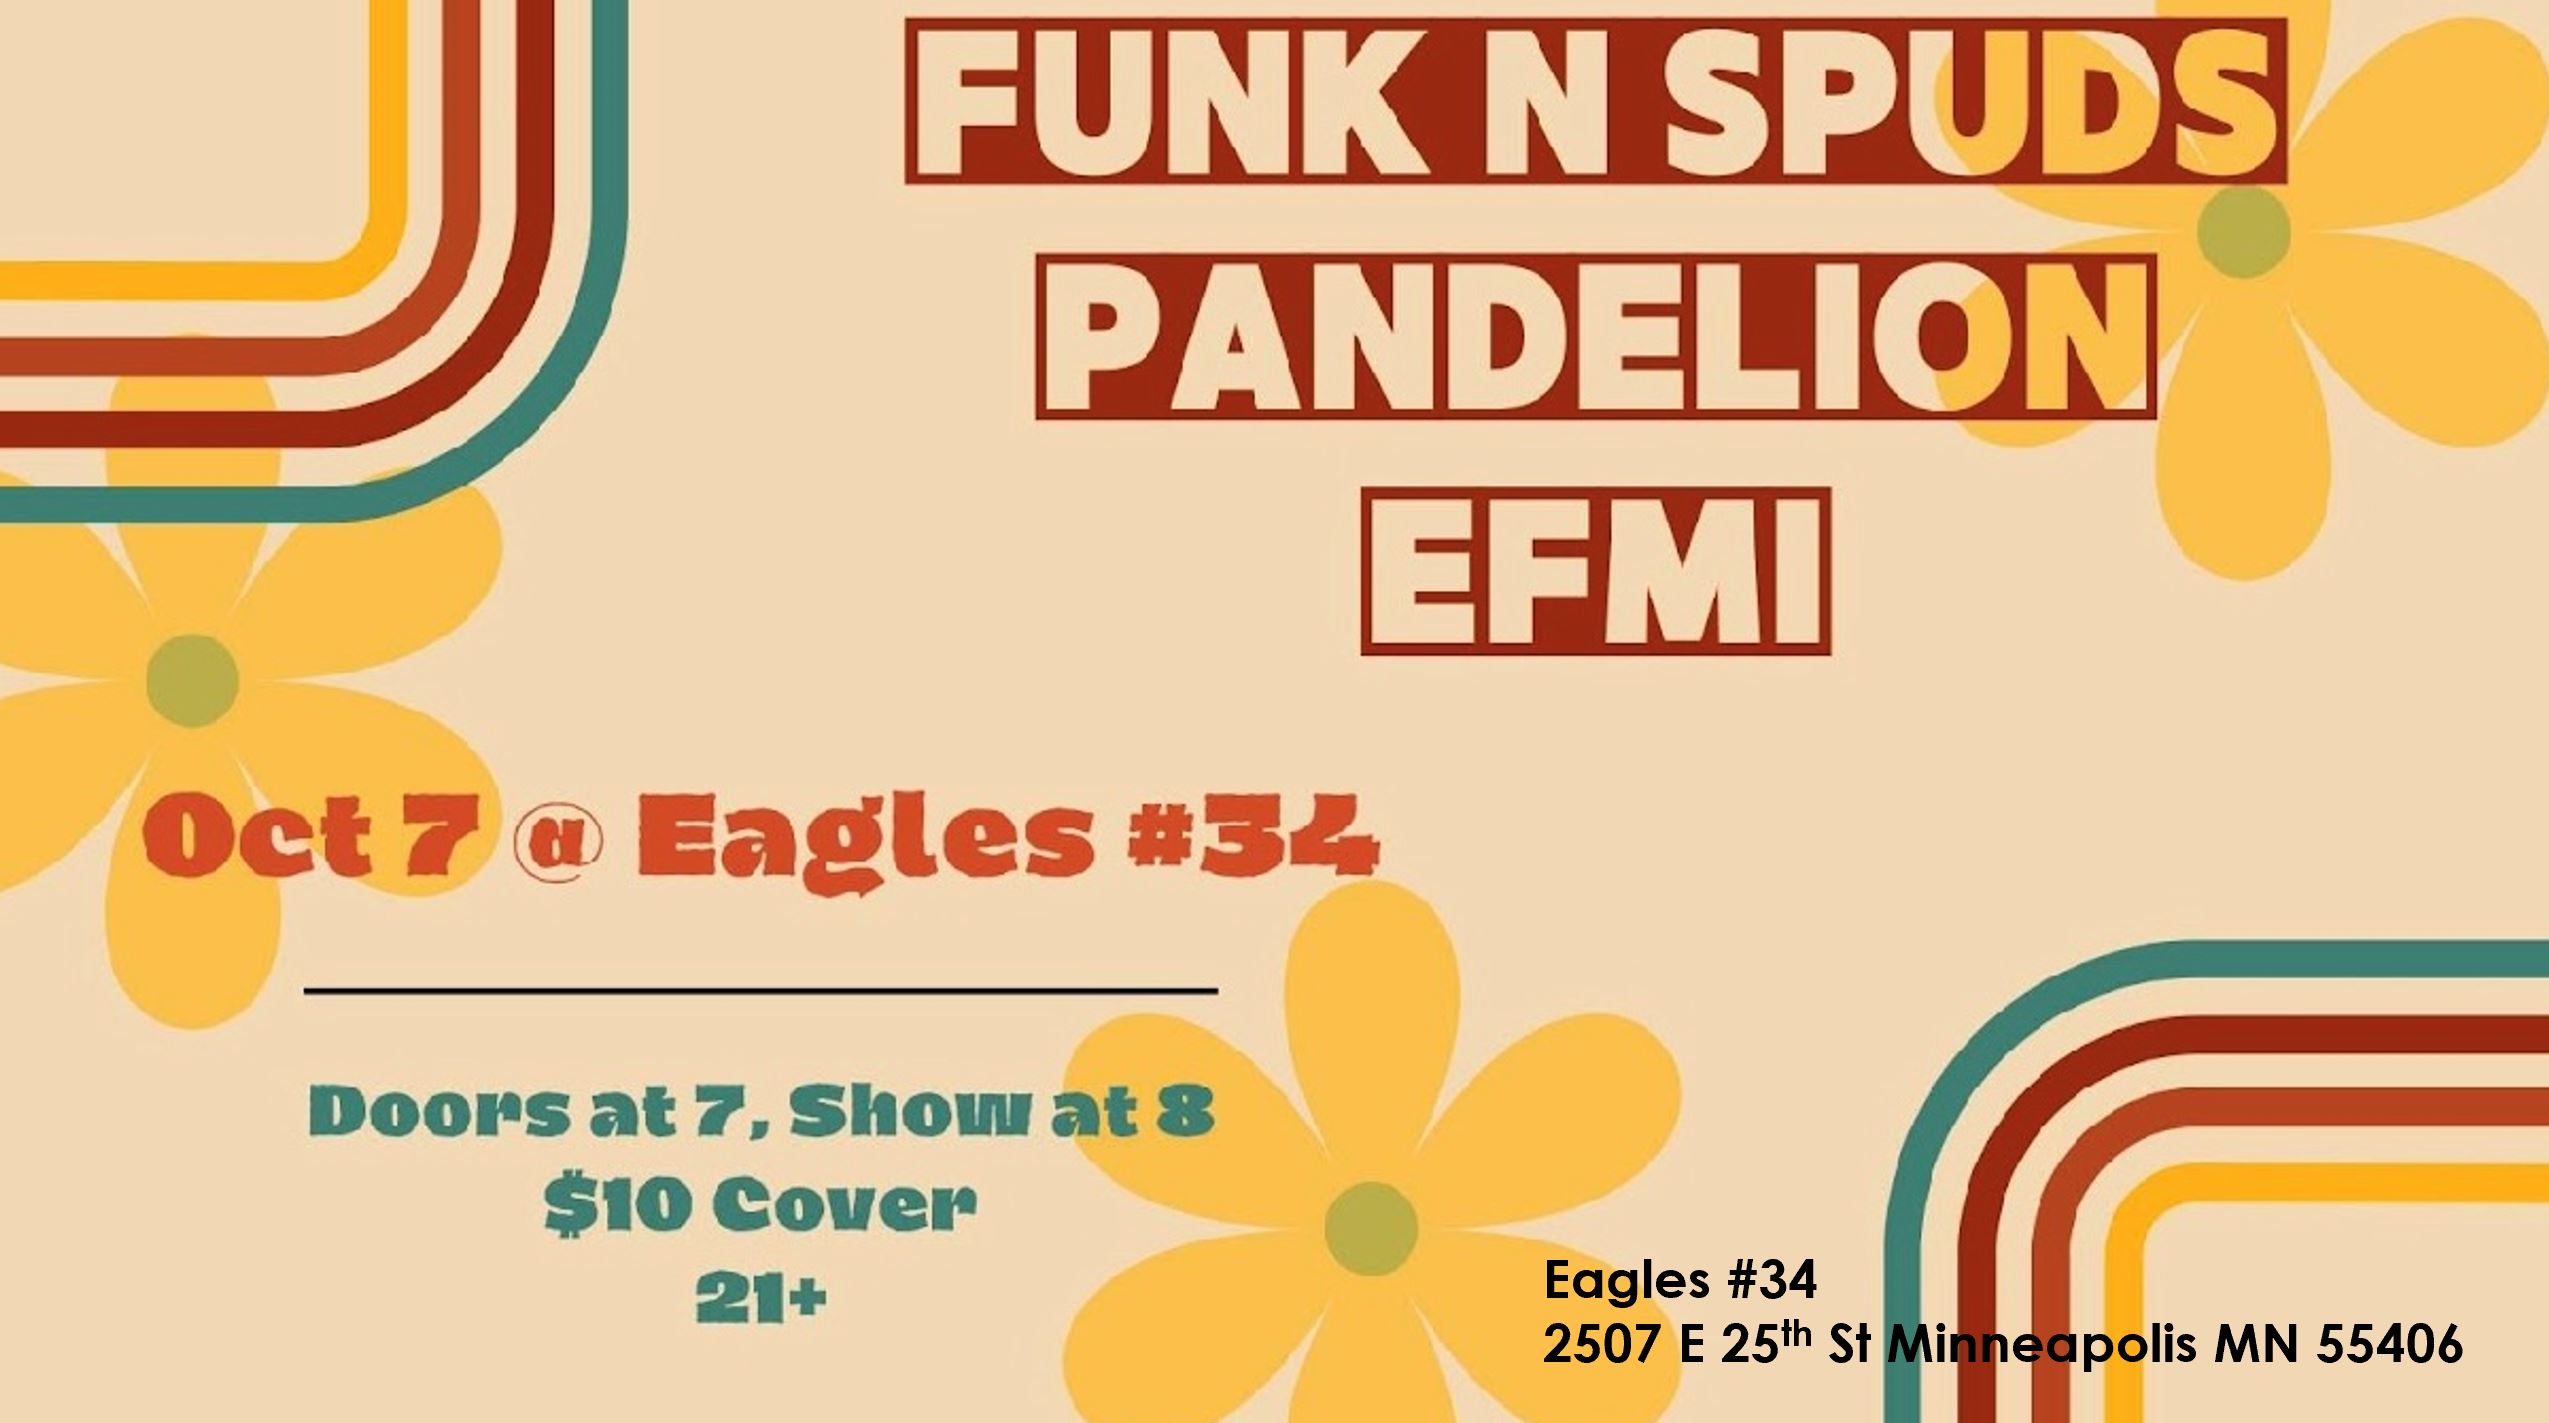 FUNK N SPUDS
PANDELION
EFMI
Oct 7 @ Eagles #34
Doors at 7, Show at 8
$10 Cover
21+
Eagles #34
2507 E 25th St Minneapolis MN 55406